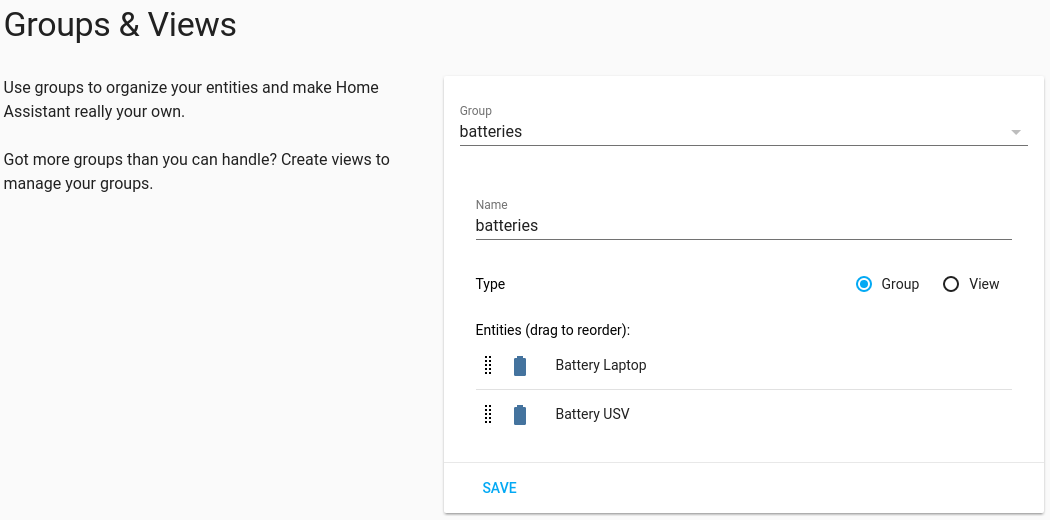 Groups & Views
Use groups to organize your entities and make Home
Assistant really your own.
Got more groups than you can handle? Create views to
manage your groups.
Group
batteries
Name
batteries
Type
Group
View
Entities (drag to reorder):
Battery Laptop
Battery USV
SAVE